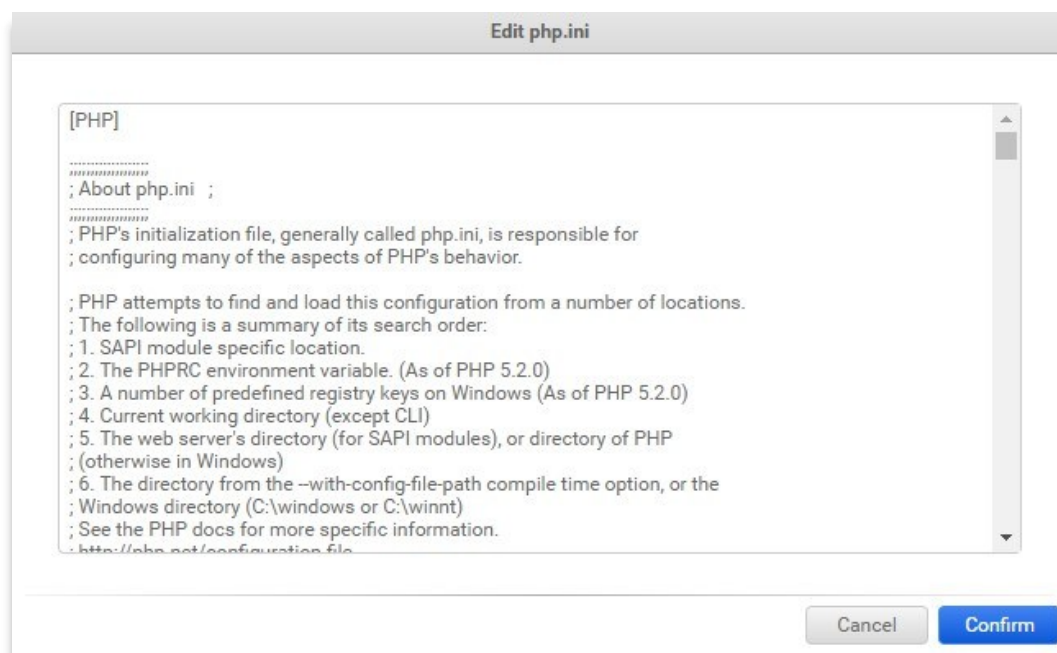 Edit php.ini
[PHP]
;;;;;;;;;;;;;;;;;;;
; About php.ini   ;
;;;;;;;;;;;;;;;;;;;
; PHP's initialization file, generally called php.ini, is responsible for
; configuring many of the aspects of PHP's behavior.
; PHP attempts to find and load this configuration from a number of locations.
; The following is a summary of its search order:
; 1. SAPI module specific location.
; 2. The PHPRC environment variable. (As of PHP 5.2.0)
; 3. A number of predefined registry keys on Windows (As of PHP 5.2.0)
; 4. Current working directory (except CLI)
; 5. The web server's directory (for SAPI modules), or directory of PHP
; (otherwise in Windows)
; 6. The directory from the --with-config-file-path compile time option, or the
; Windows directory (C:\windows or C:\winnt)
; See the PHP docs for more specific information.
; http://php.net/configuration.file
Cancel
Confirm